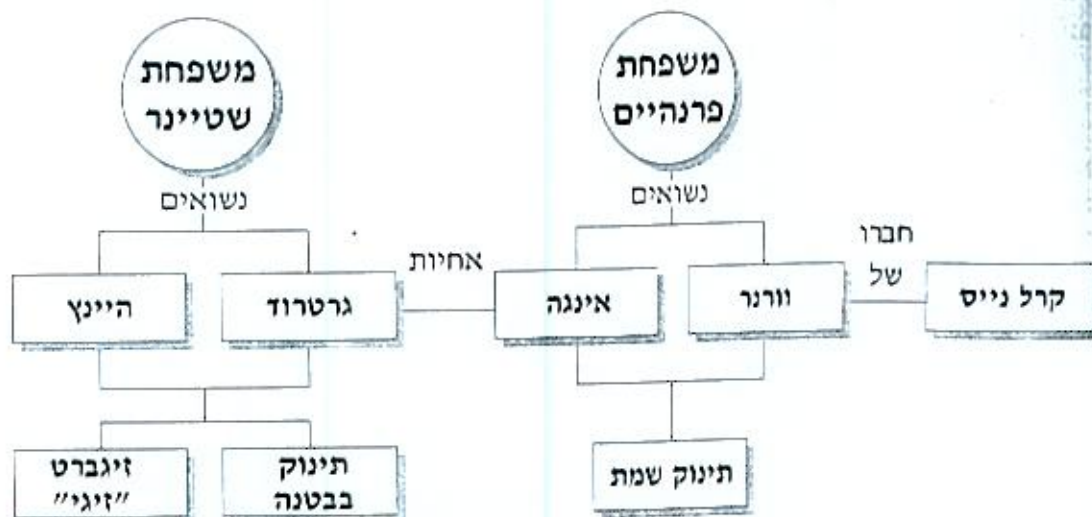 משפחת
פרנהיים
משפחת
שטיינר
נשואים
נשואים
חברו
של
אחיות
קרל נייס
וורנר
אינגה
גרטרוד
היינץ
תינוק שמת
תינוק
בבטנה
זיגברט
"זיגי"